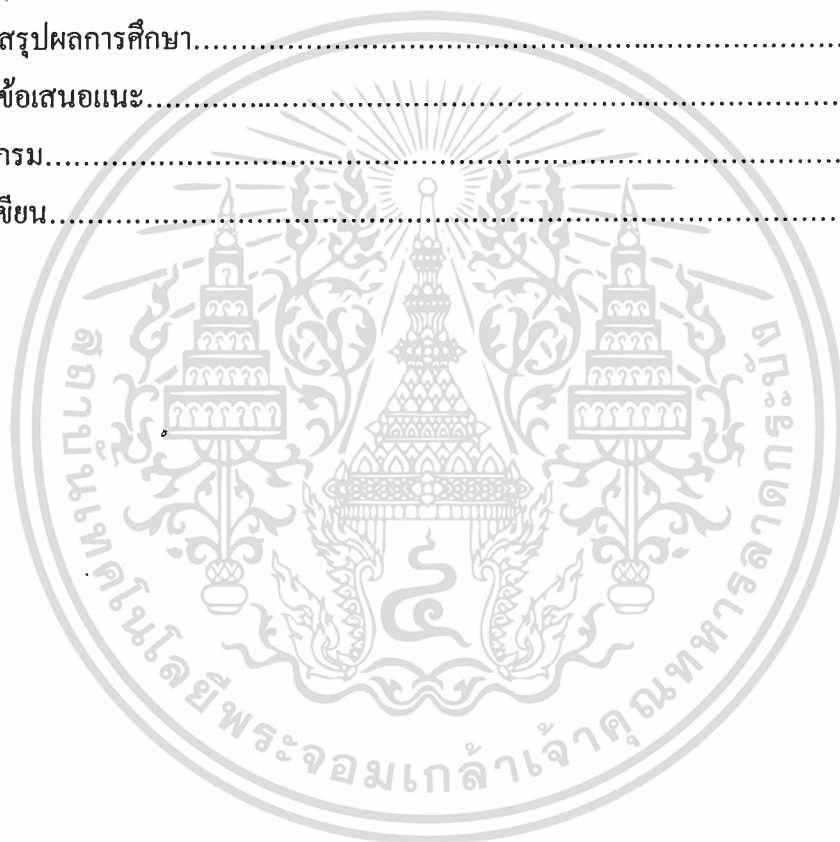 สรุปผลการศึกษา................................................................
ข้อเสนอแนะ................................................................
กรม................................................................
ขียน................................................................
สถาบันเทคโนโลยีพระจอมเกล้าเจ้าคุณทหารลาดกระบัง
๔